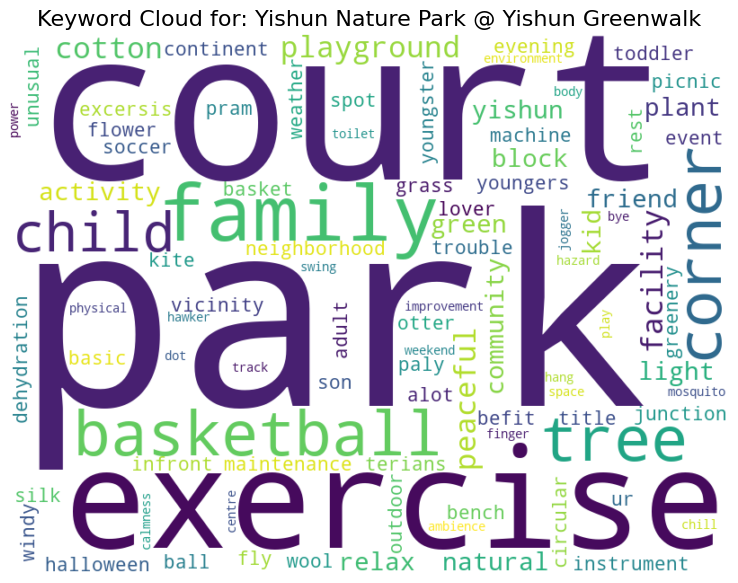 Keyword Cloud for: Yishun Nature Park @ Yishun Greenwalk
cotton
continent
playground
evening
environment
toddler
power
unusual
court
weather
spot
youngster
body
picnic
excersis
pram
yishun
plant
flower
toilet
machine
rest
event
soccer
block
activity
family
basket
grass
youngers
friend
corner
child
lover
green
kid
facility
jogger
bye
neighborhood
trouble
kite
swing
hazard
greenery
park
dehydration
physical
vicinity
hawker
adult
improvement
otter
community
play
basic
dot
track
weekend
paly
son
alot
peaceful
hang
space
light
mosquito
basketball
befit
title
junction
finger
tree
infront
maintenance
terians
exercise
silk
windy
calmness
centre
outdoor
bench
ambience
circular
ur
chill
halloween
ball
fly
wool
relax
natural
instrument